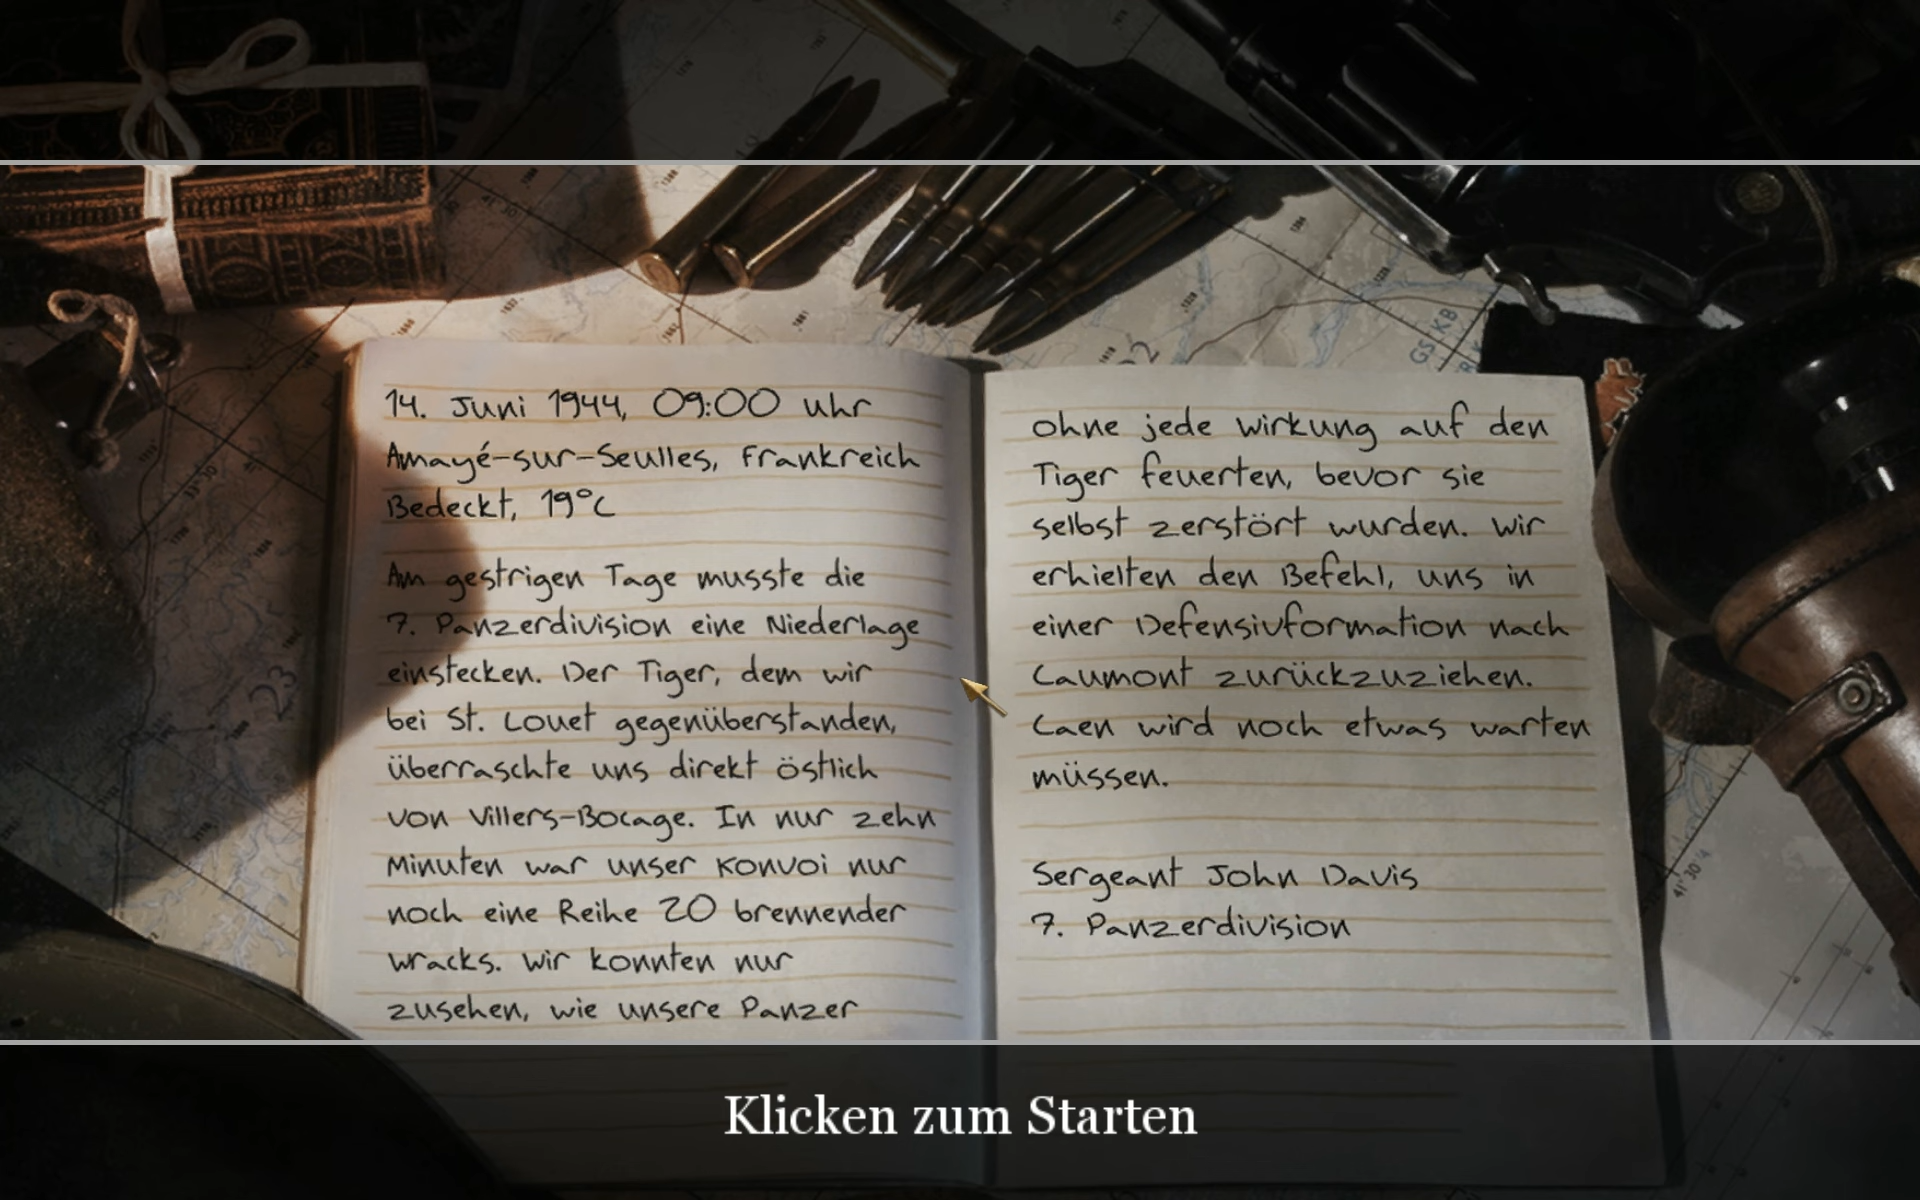 14. Juni 1944, 09:00 Uhr
Amayé-sur-Seulles, Frankreich
Bedeckt, 19°C
Am gestrigen Tage musste die
7. Panzerdivision eine Niederlage
einstecken. Der Tiger, dem wir
bei St. Louet gegenüberstanden,
überraschte uns direkt östlich
von Villers-Bocage. In nur zehn
Minuten war unser Konvoi nur
noch eine Reihe 20 brennender
Wracks. Wir konnten nur
zusehen, wie unsere Panzer
ohne jede Wirkung auf den
Tiger feuerten, bevor sie
selbst zerstört wurden. Wir
erhielten den Befehl, uns in
einer Defensivformation nach
Caumont zurückzuziehen.
Caen wird noch etwas warten
müssen.
Sergeant John Davis
7. Panzerdivision
Klicken zum Starten